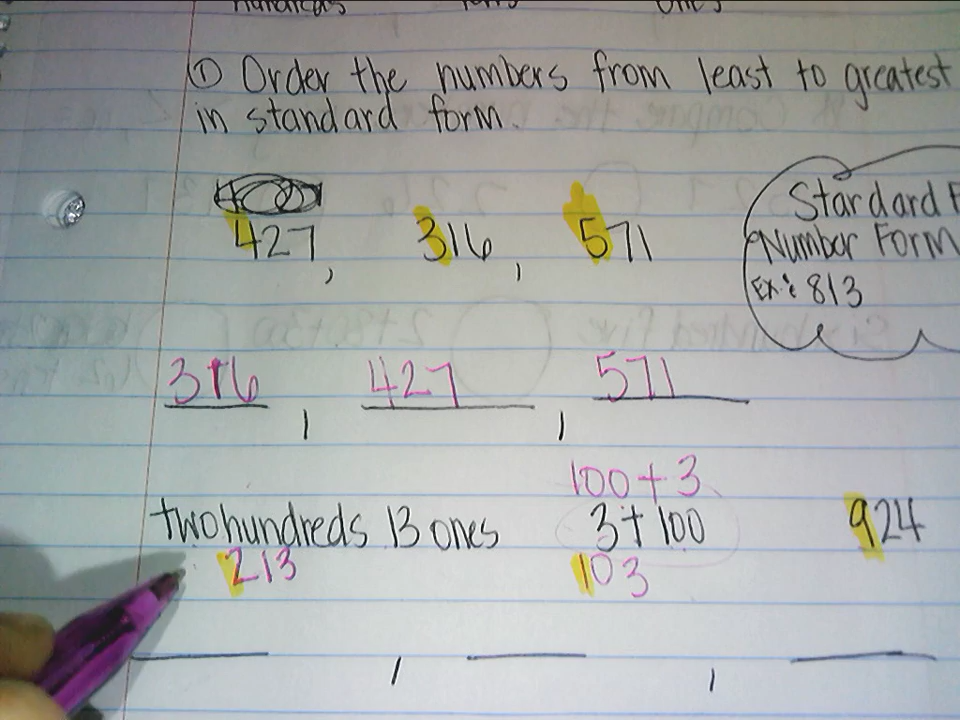 ① Order the numbers from least to greatest
in standard form.
427, 316, 571
Standard F
Number Form
Ex: 813
316, 427, 571
100 + 3
two hundreds 13 ones 3 + 100 924
213 103